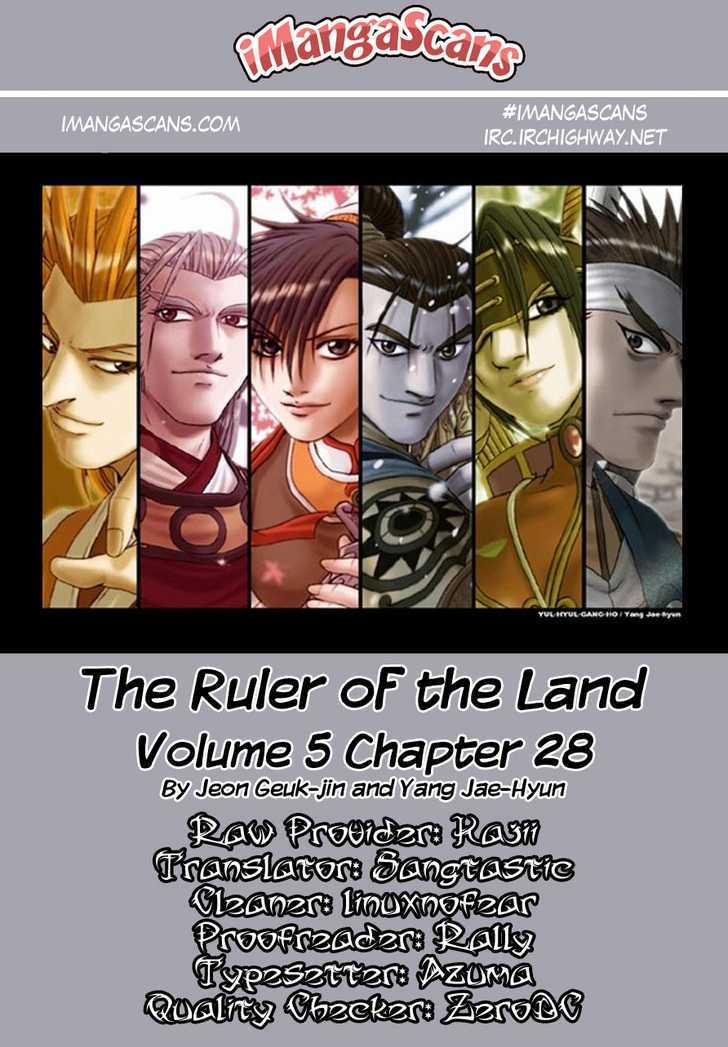 iMangaScans
IMANGASCANS.COM
#IMANGASCANS
IRC.IRCHIGHWAY.NET
YUL-HYUL-GANG-HO / Yang Jae-hyun
The Ruler of the Land
Volume 5 Chapter 28
By Jeon Geuk-jin and Yang Jae-Hyun
Raw Provider: Kajii
Translator: Sangtastic
Cleaner: linuxnofear
Proofreader: Rally
Typesetter: Azuma
Quality Checker: ZeroDC